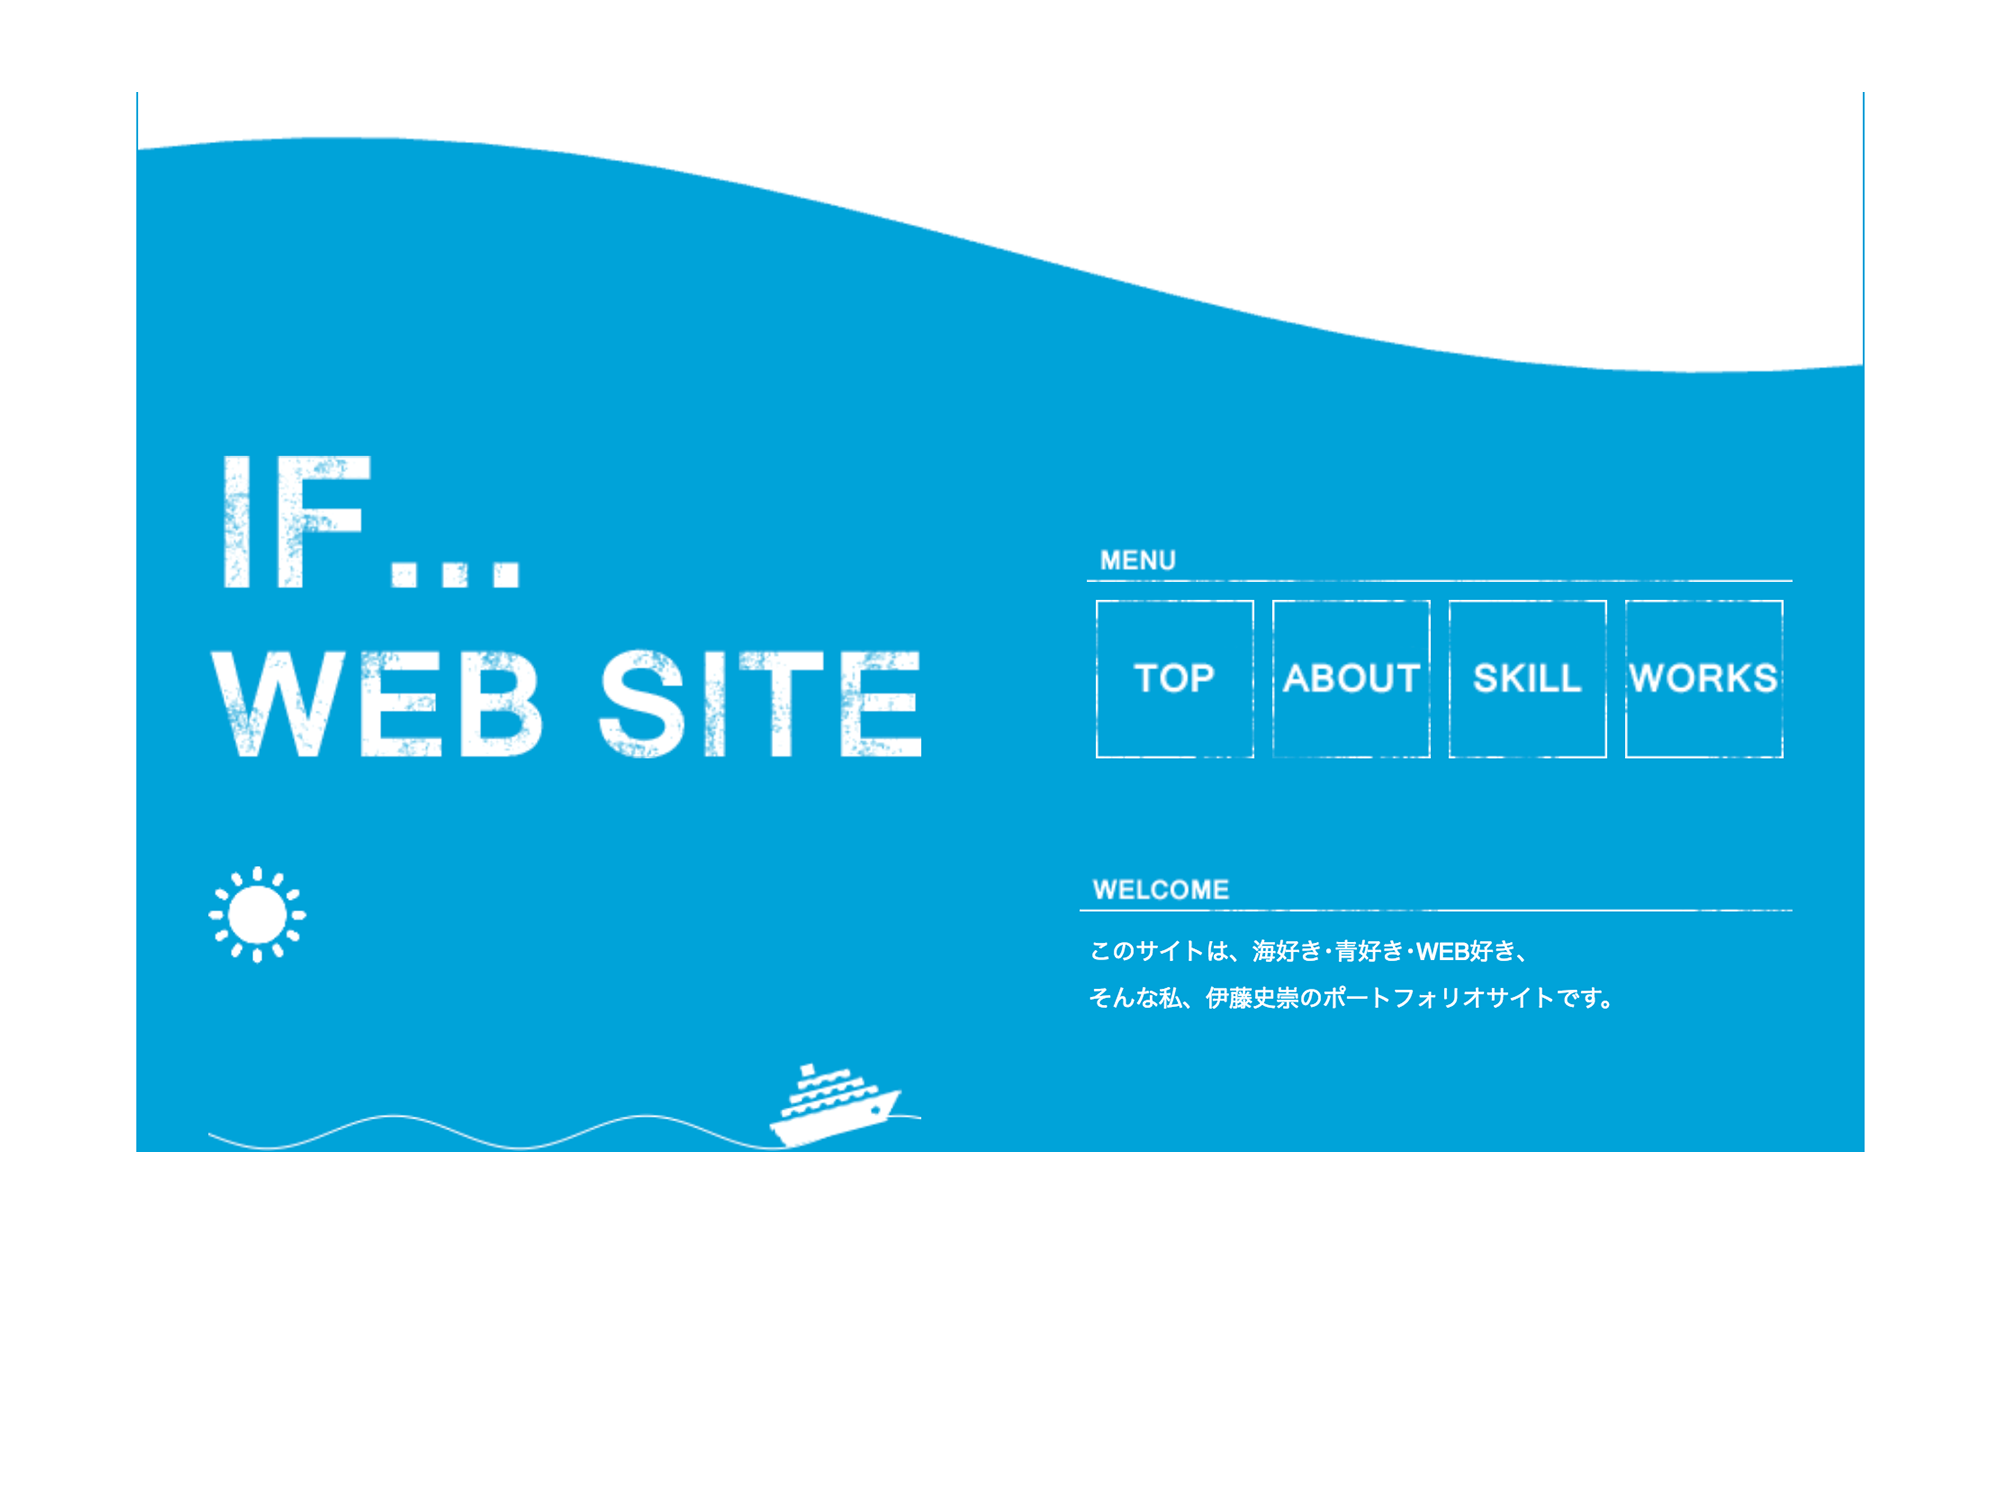 IF...
WEB SITE
MENU
TOP
ABOUT
SKILL
WORKS
WELCOME
このサイトは、海好き・青好き・WEB好き、
そんな私、伊藤史崇のポートフォリオサイトです。